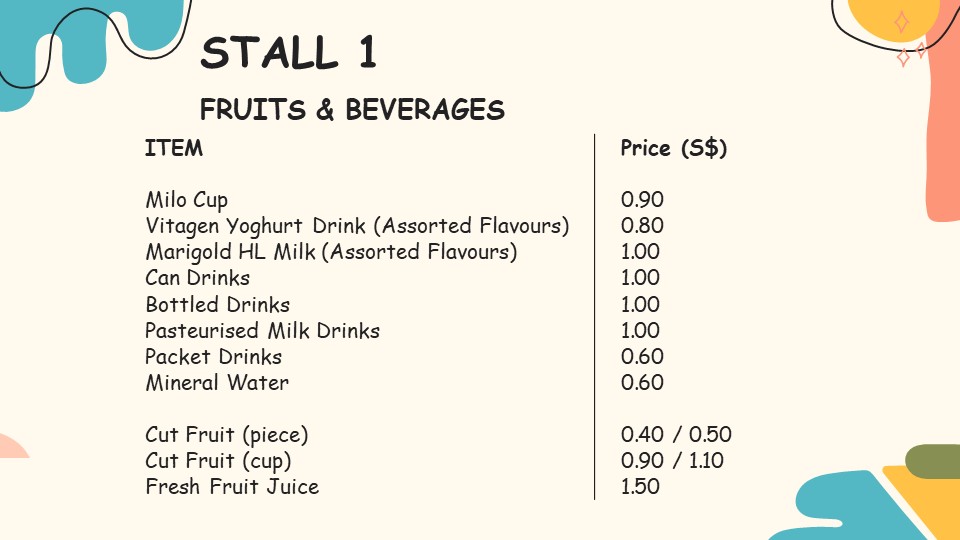 STALL 1
FRUITS & BEVERAGES
ITEM Price (S$)
Milo Cup 0.90
Vitagen Yoghurt Drink (Assorted Flavours) 0.80
Marigold HL Milk (Assorted Flavours) 1.00
Can Drinks 1.00
Bottled Drinks 1.00
Pasteurised Milk Drinks 1.00
Packet Drinks 0.60
Mineral Water 0.60
Cut Fruit (piece) 0.40 / 0.50
Cut Fruit (cup) 0.90 / 1.10
Fresh Fruit Juice 1.50